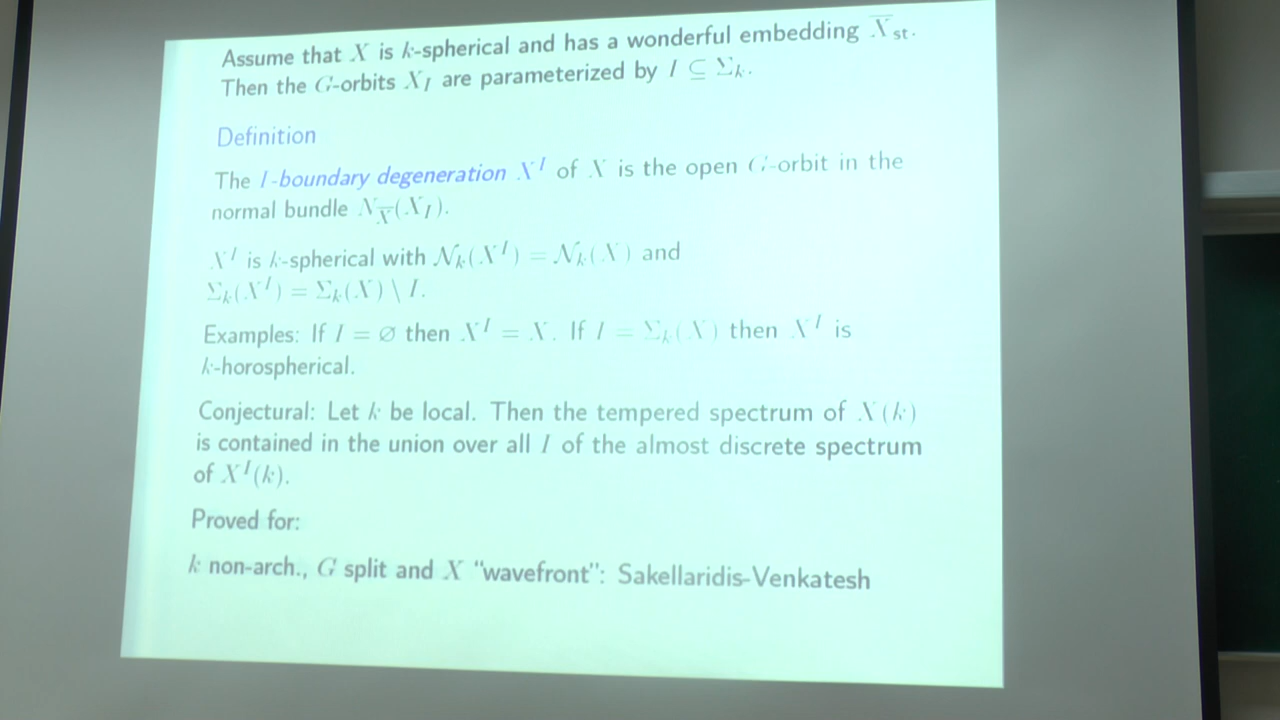 Assume that X is k-spherical and has a wonderful embedding X̅_st.
Then the G-orbits X_I are parameterized by I ⊆ Σ_k.
Definition
The I-boundary degeneration X^I of X is the open G-orbit in the
normal bundle N_X̅(X_I).
X^I is k-spherical with 𝒩_k(X^I) = 𝒩_k(X) and
Σ_k(X^I) = Σ_k(X) \ I.
Examples: If I = ∅ then X^I = X. If I = Σ_k(X) then X^I is
k-horospherical.
Conjectural: Let k be local. Then the tempered spectrum of X(k)
is contained in the union over all I of the almost discrete spectrum
of X^I(k).
Proved for:
k non-arch., G split and X “wavefront”: Sakellaridis-Venkatesh